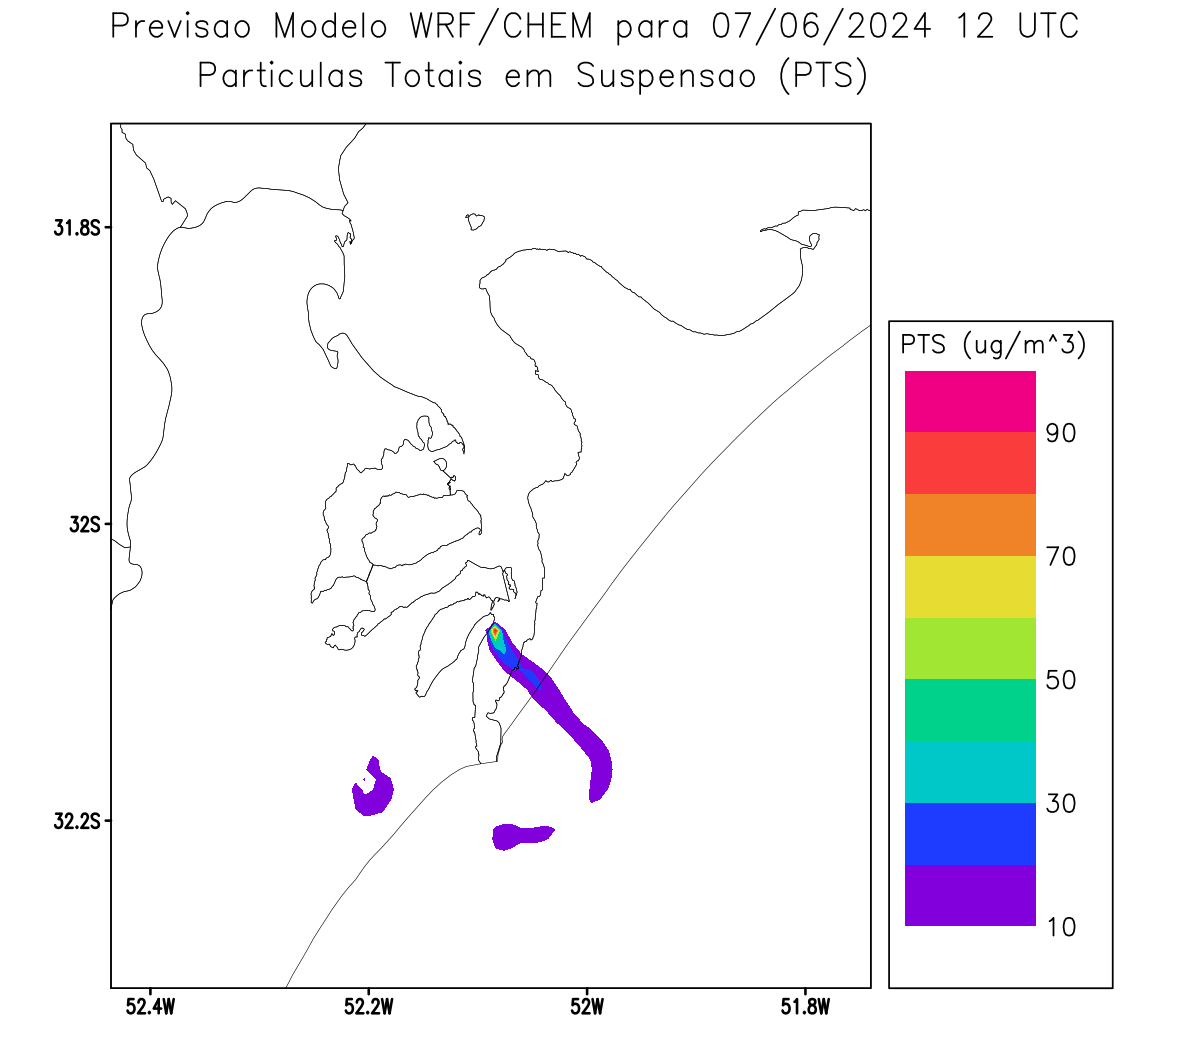 Previsao Modelo WRF/CHEM para 07/06/2024 12 UTC
Particulas Totais em Suspensao (PTS)
31.8S
32S
32.2S
52.4W
52.2W
52W
51.8W
PTS (ug/m^3)
90
70
50
30
10